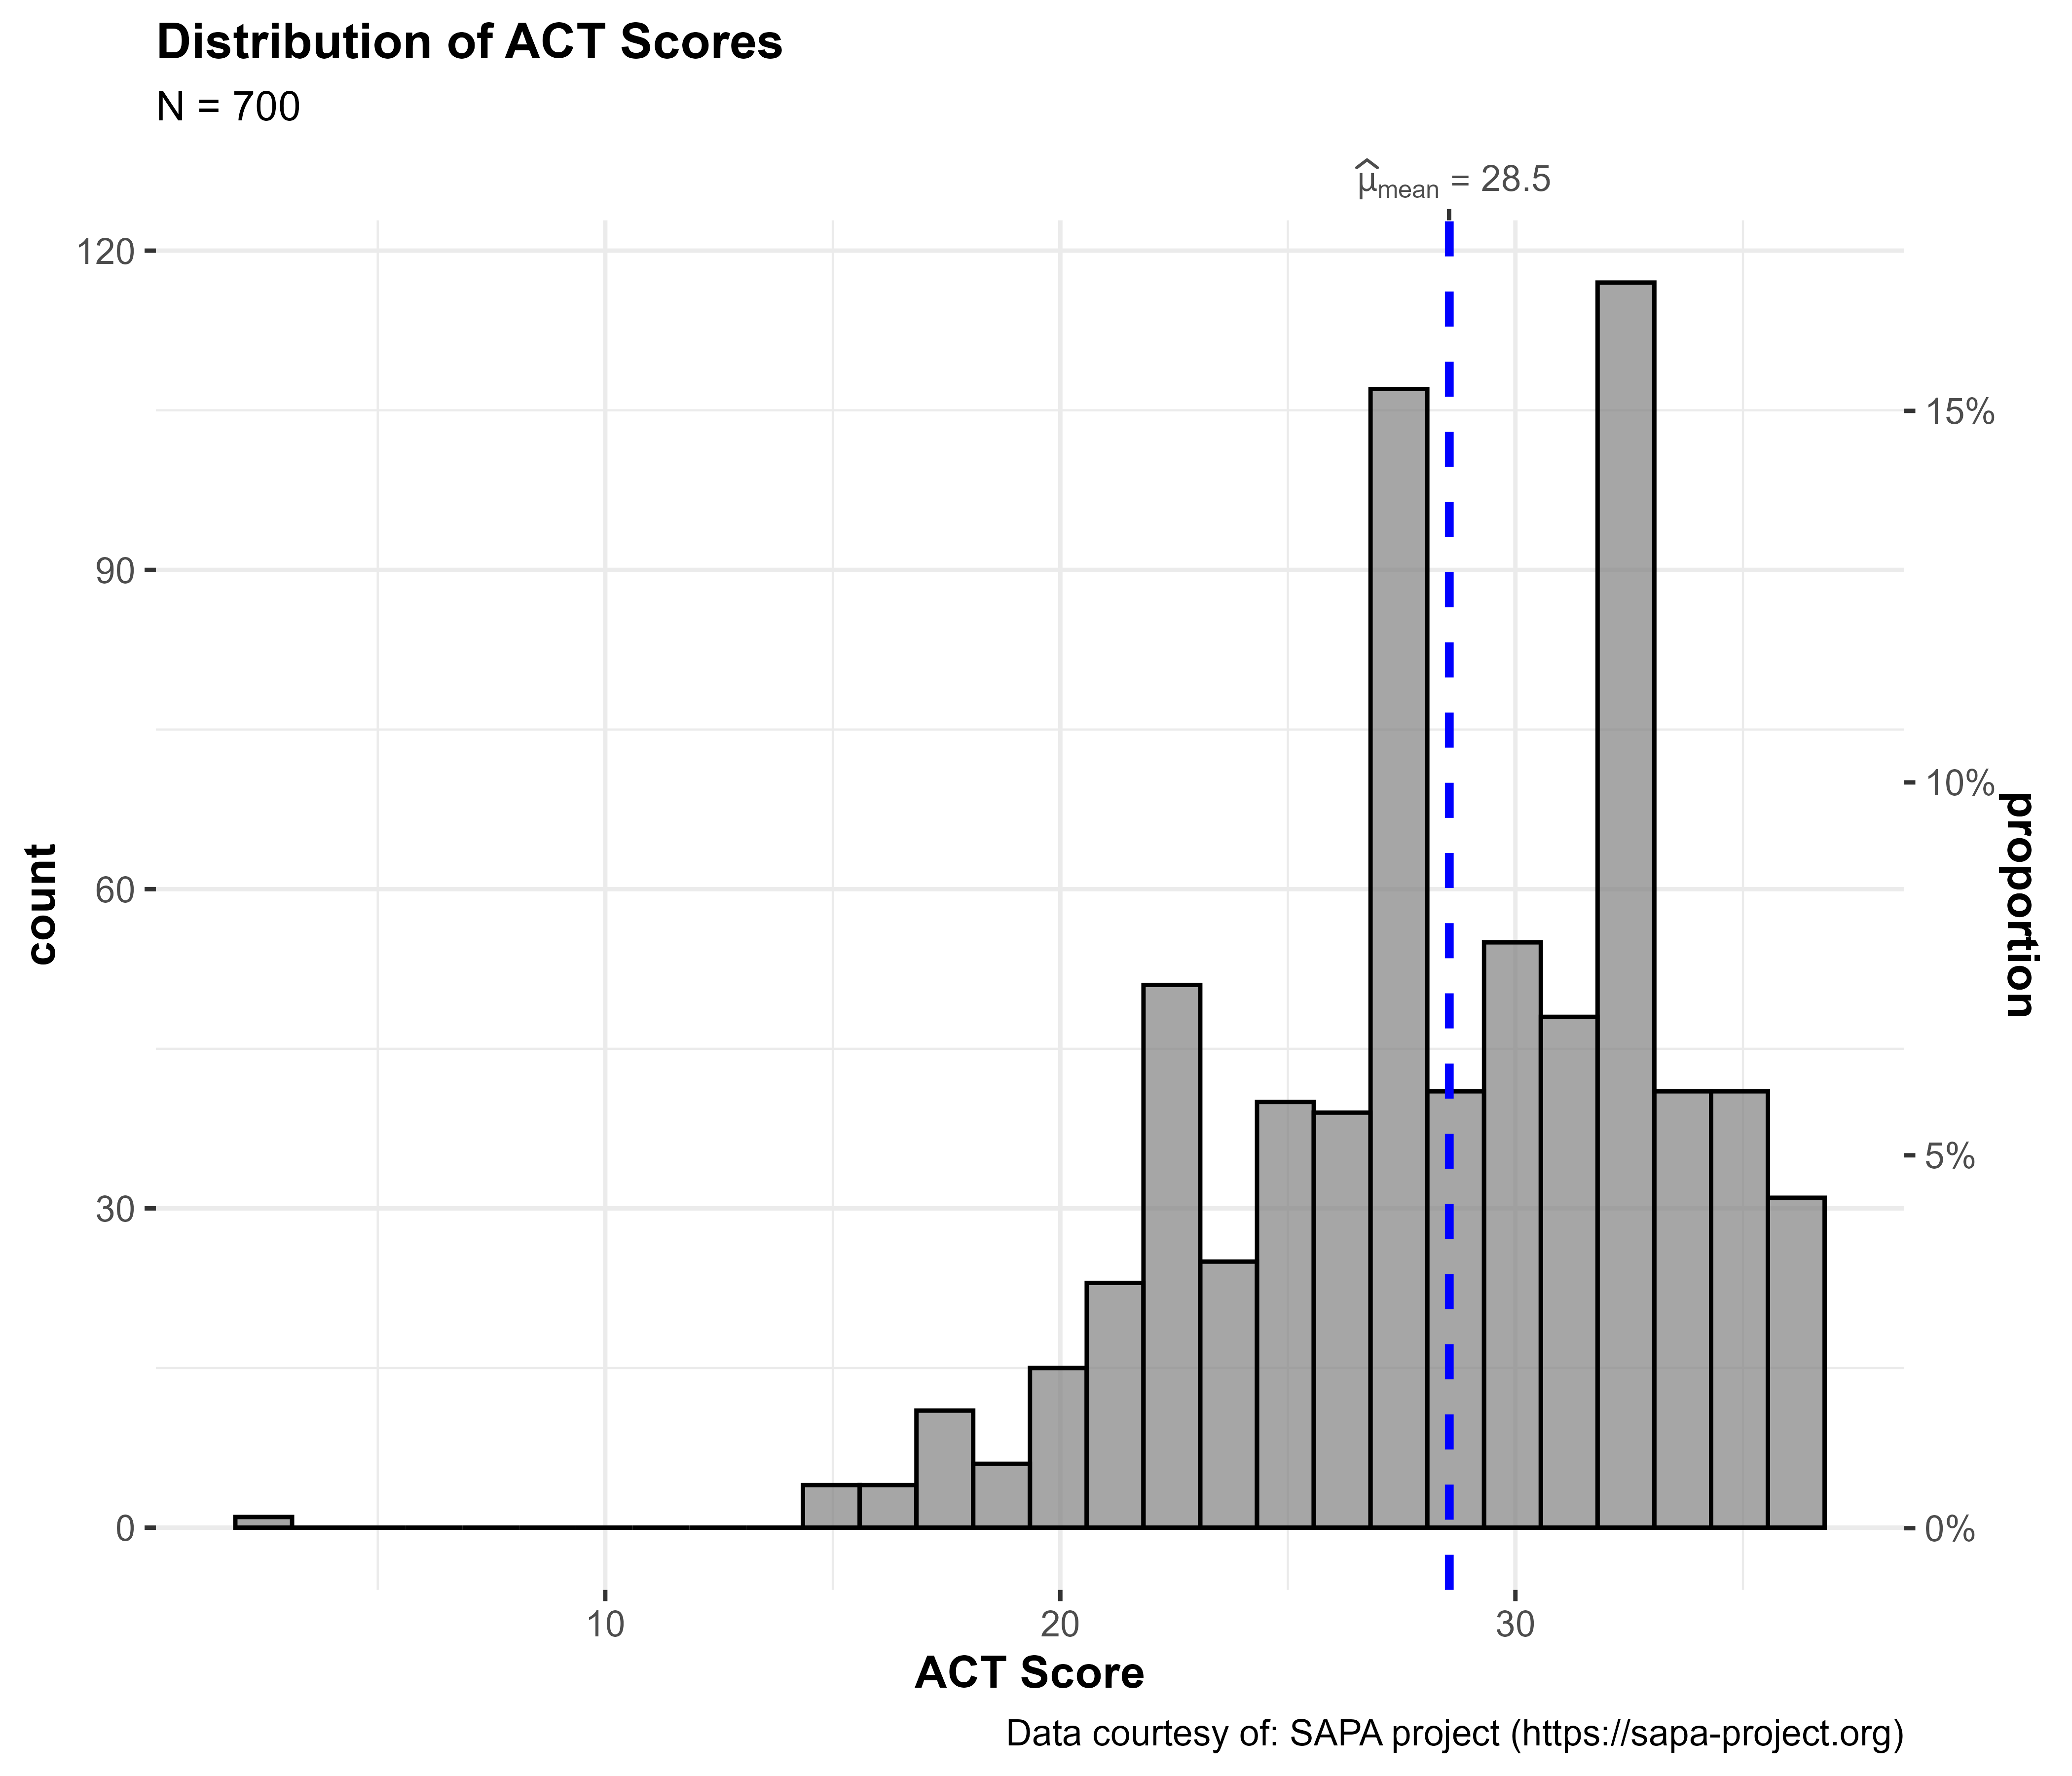 Distribution of ACT Scores
N = 700
μ̂mean = 28.5
120
90
60
30
0
count
15%
10%
5%
0%
proportion
10 20 30
ACT Score
Data courtesy of: SAPA project (https://sapa-project.org)